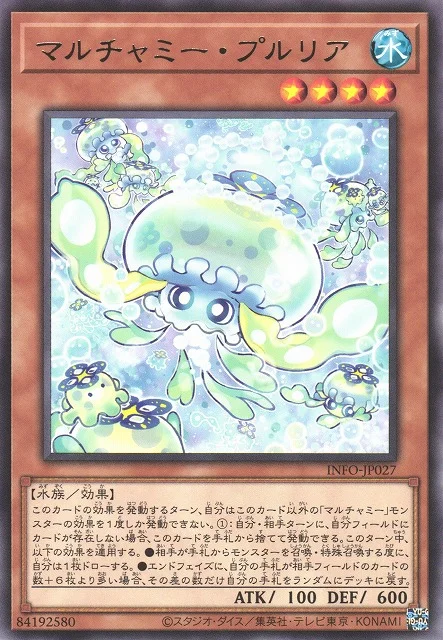 マルチャミー・プルリア
水
INFO-JP027
【水族／効果】
このカードの効果を発動するターン、自分はこのカード以外の「マルチャミー」モン
スターの効果を１度しか発動できない。①：自分・相手ターンに、自分フィールドに
カードが存在しない場合、このカードを手札から捨てて発動できる。このターン中、
以下の効果を適用する。●相手が手札からモンスターを召喚・特殊召喚する度に、
自分は１枚ドローする。●エンドフェイズに、自分の手札が相手フィールドのカードの
数＋６枚より多い場合、その差の数だけ自分の手札をランダムにデッキに戻す。
ATK/ 100 DEF/ 600
84192580
©スタジオ・ダイス／集英社・テレビ東京・KONAMI